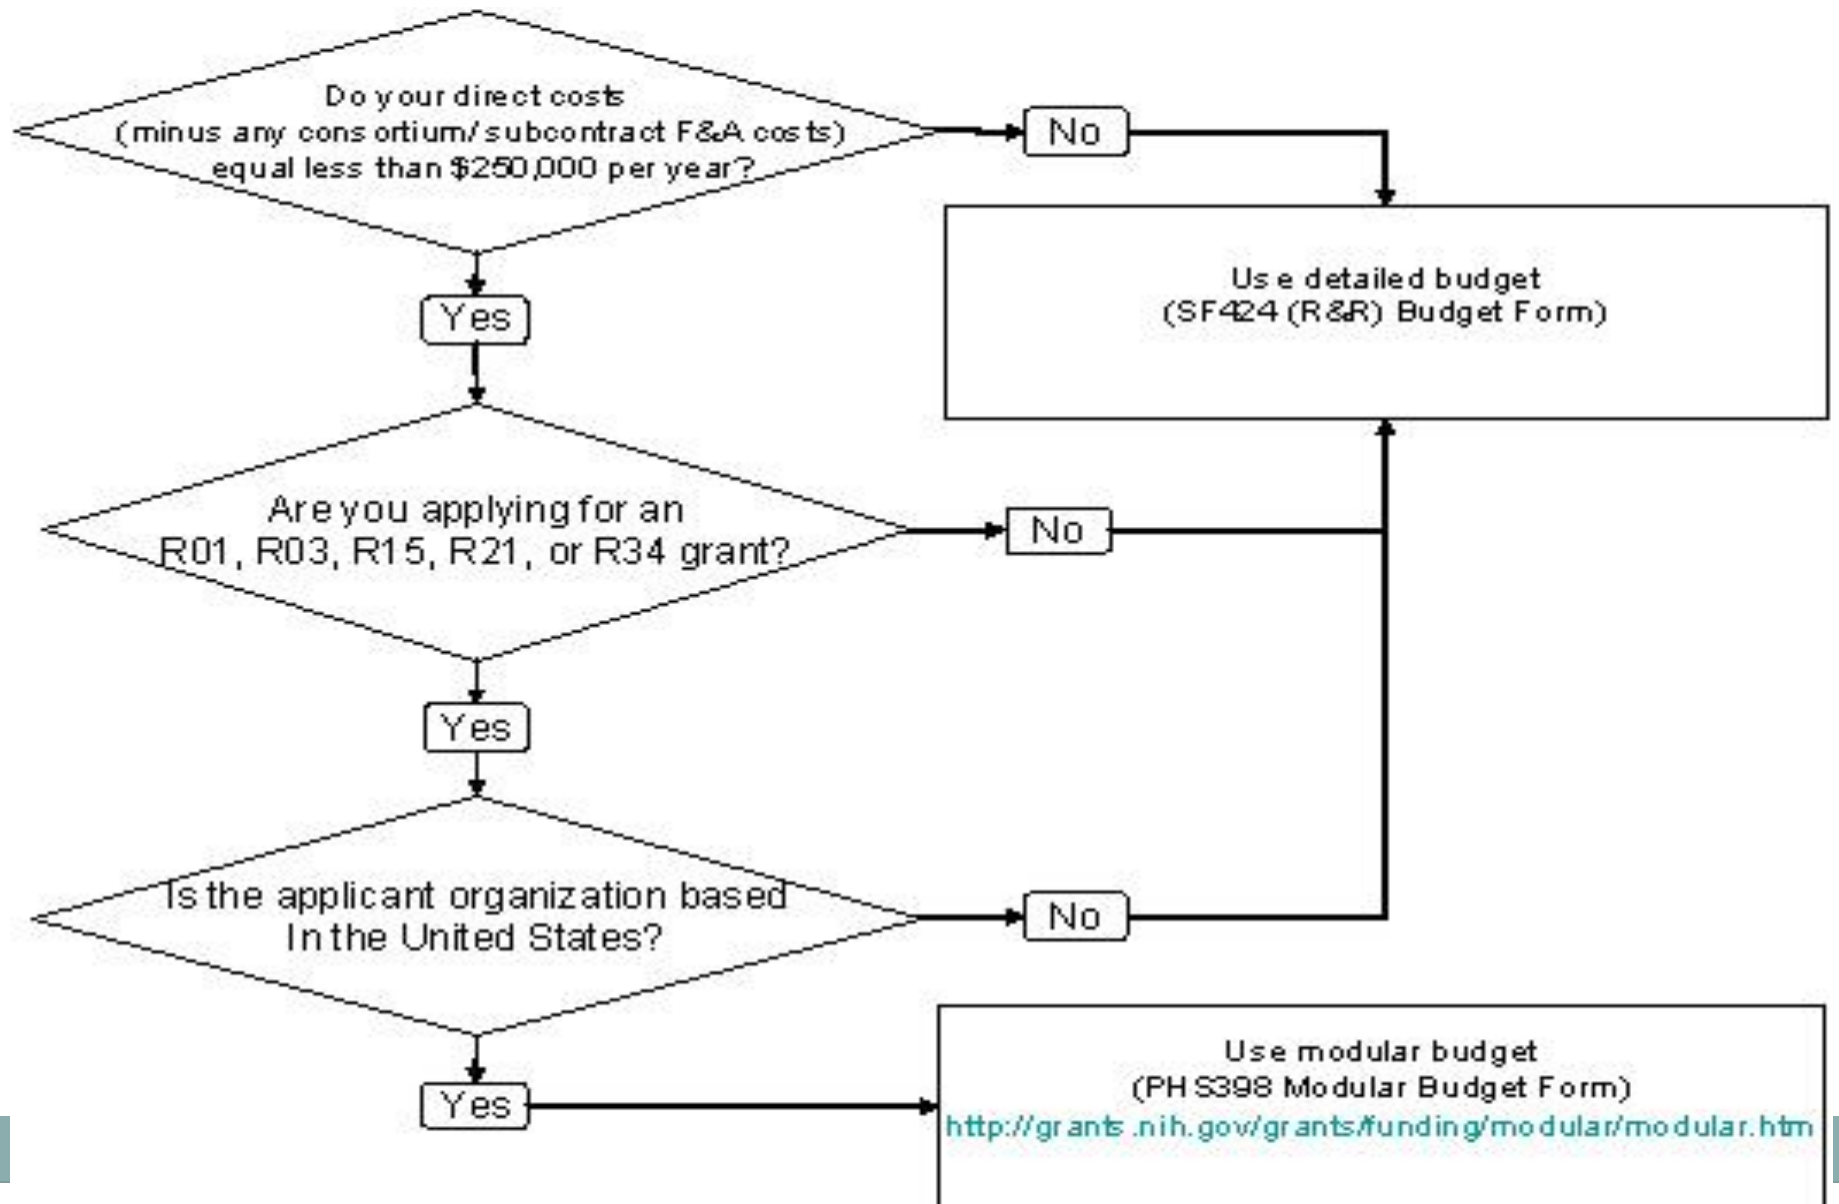 Do your direct costs
(minus any consortium/subcontract F&A costs)
equal less than $250,000 per year?
No
Use detailed budget
(SF424 (R&R) Budget Form)
Yes
Are you applying for an
R01, R03, R15, R21, or R34 grant?
No
Yes
Is the applicant organization based
In the United States?
No
Yes
Use modular budget
(PHS398 Modular Budget Form)
http://grants.nih.gov/grants/funding/modular/modular.htm